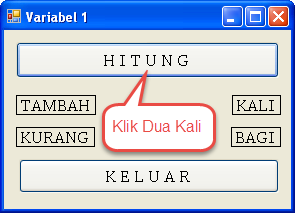 Variabel 1
H I T U N G
TAMBAH
KALI
Klik Dua Kali
KURANG
BAGI
K E L U A R